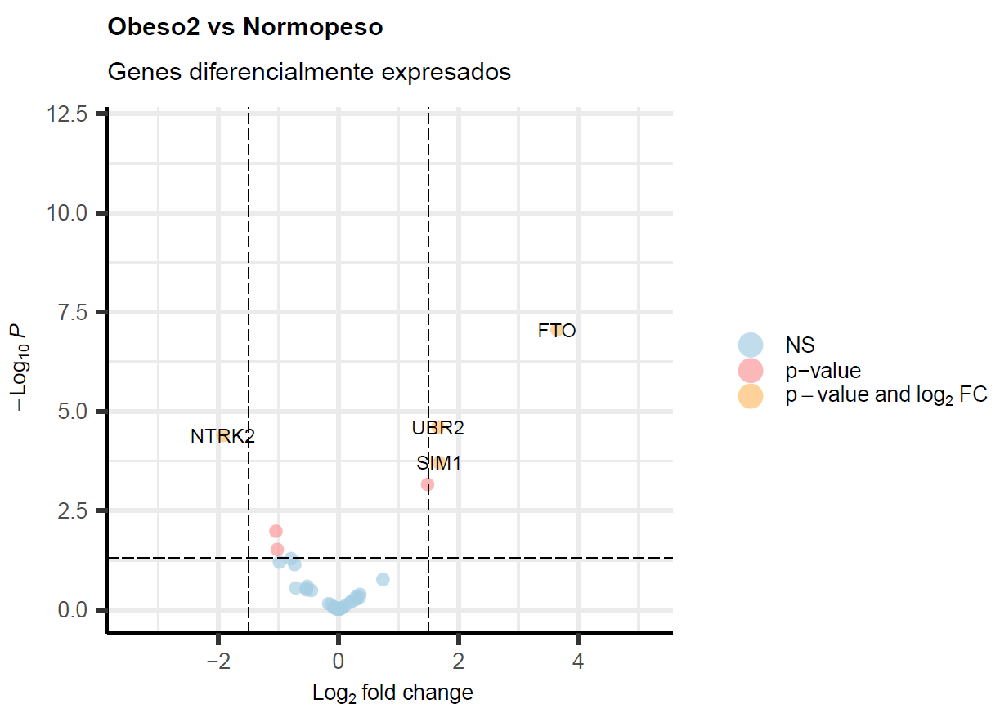 Obeso2 vs Normopeso
Genes diferencialmente expresados
12.5
10.0
7.5
5.0
2.5
0.0
−Log₁₀ P
FTO
UBR2
NTRK2
SIM1
−2
0
2
4
Log₂ fold change
NS
p−value
p − value and log₂ FC